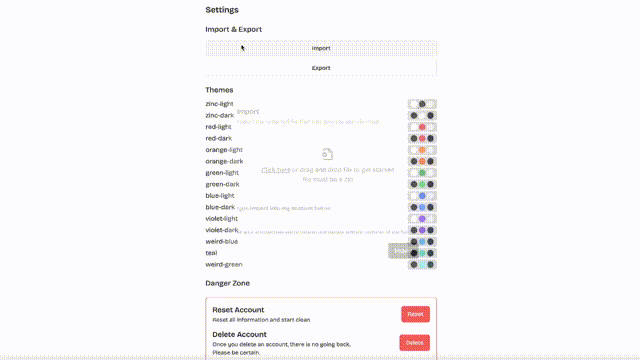 Settings
Import & Export
Import
Export
Themes
zinc-light
zinc-dark
Import
red-light
red-dark
orange-light
orange-dark
Click here or drag and drop file to get started
file must be a .txt
green-light
green-dark
blue-light
blue-dark
violet-light
violet-dark
weird-blue
teal
weird-green
Danger Zone
Reset Account
Reset all information and start clean.
Reset
Delete Account
Once you delete an account, there is no going back.
Please be certain.
Delete